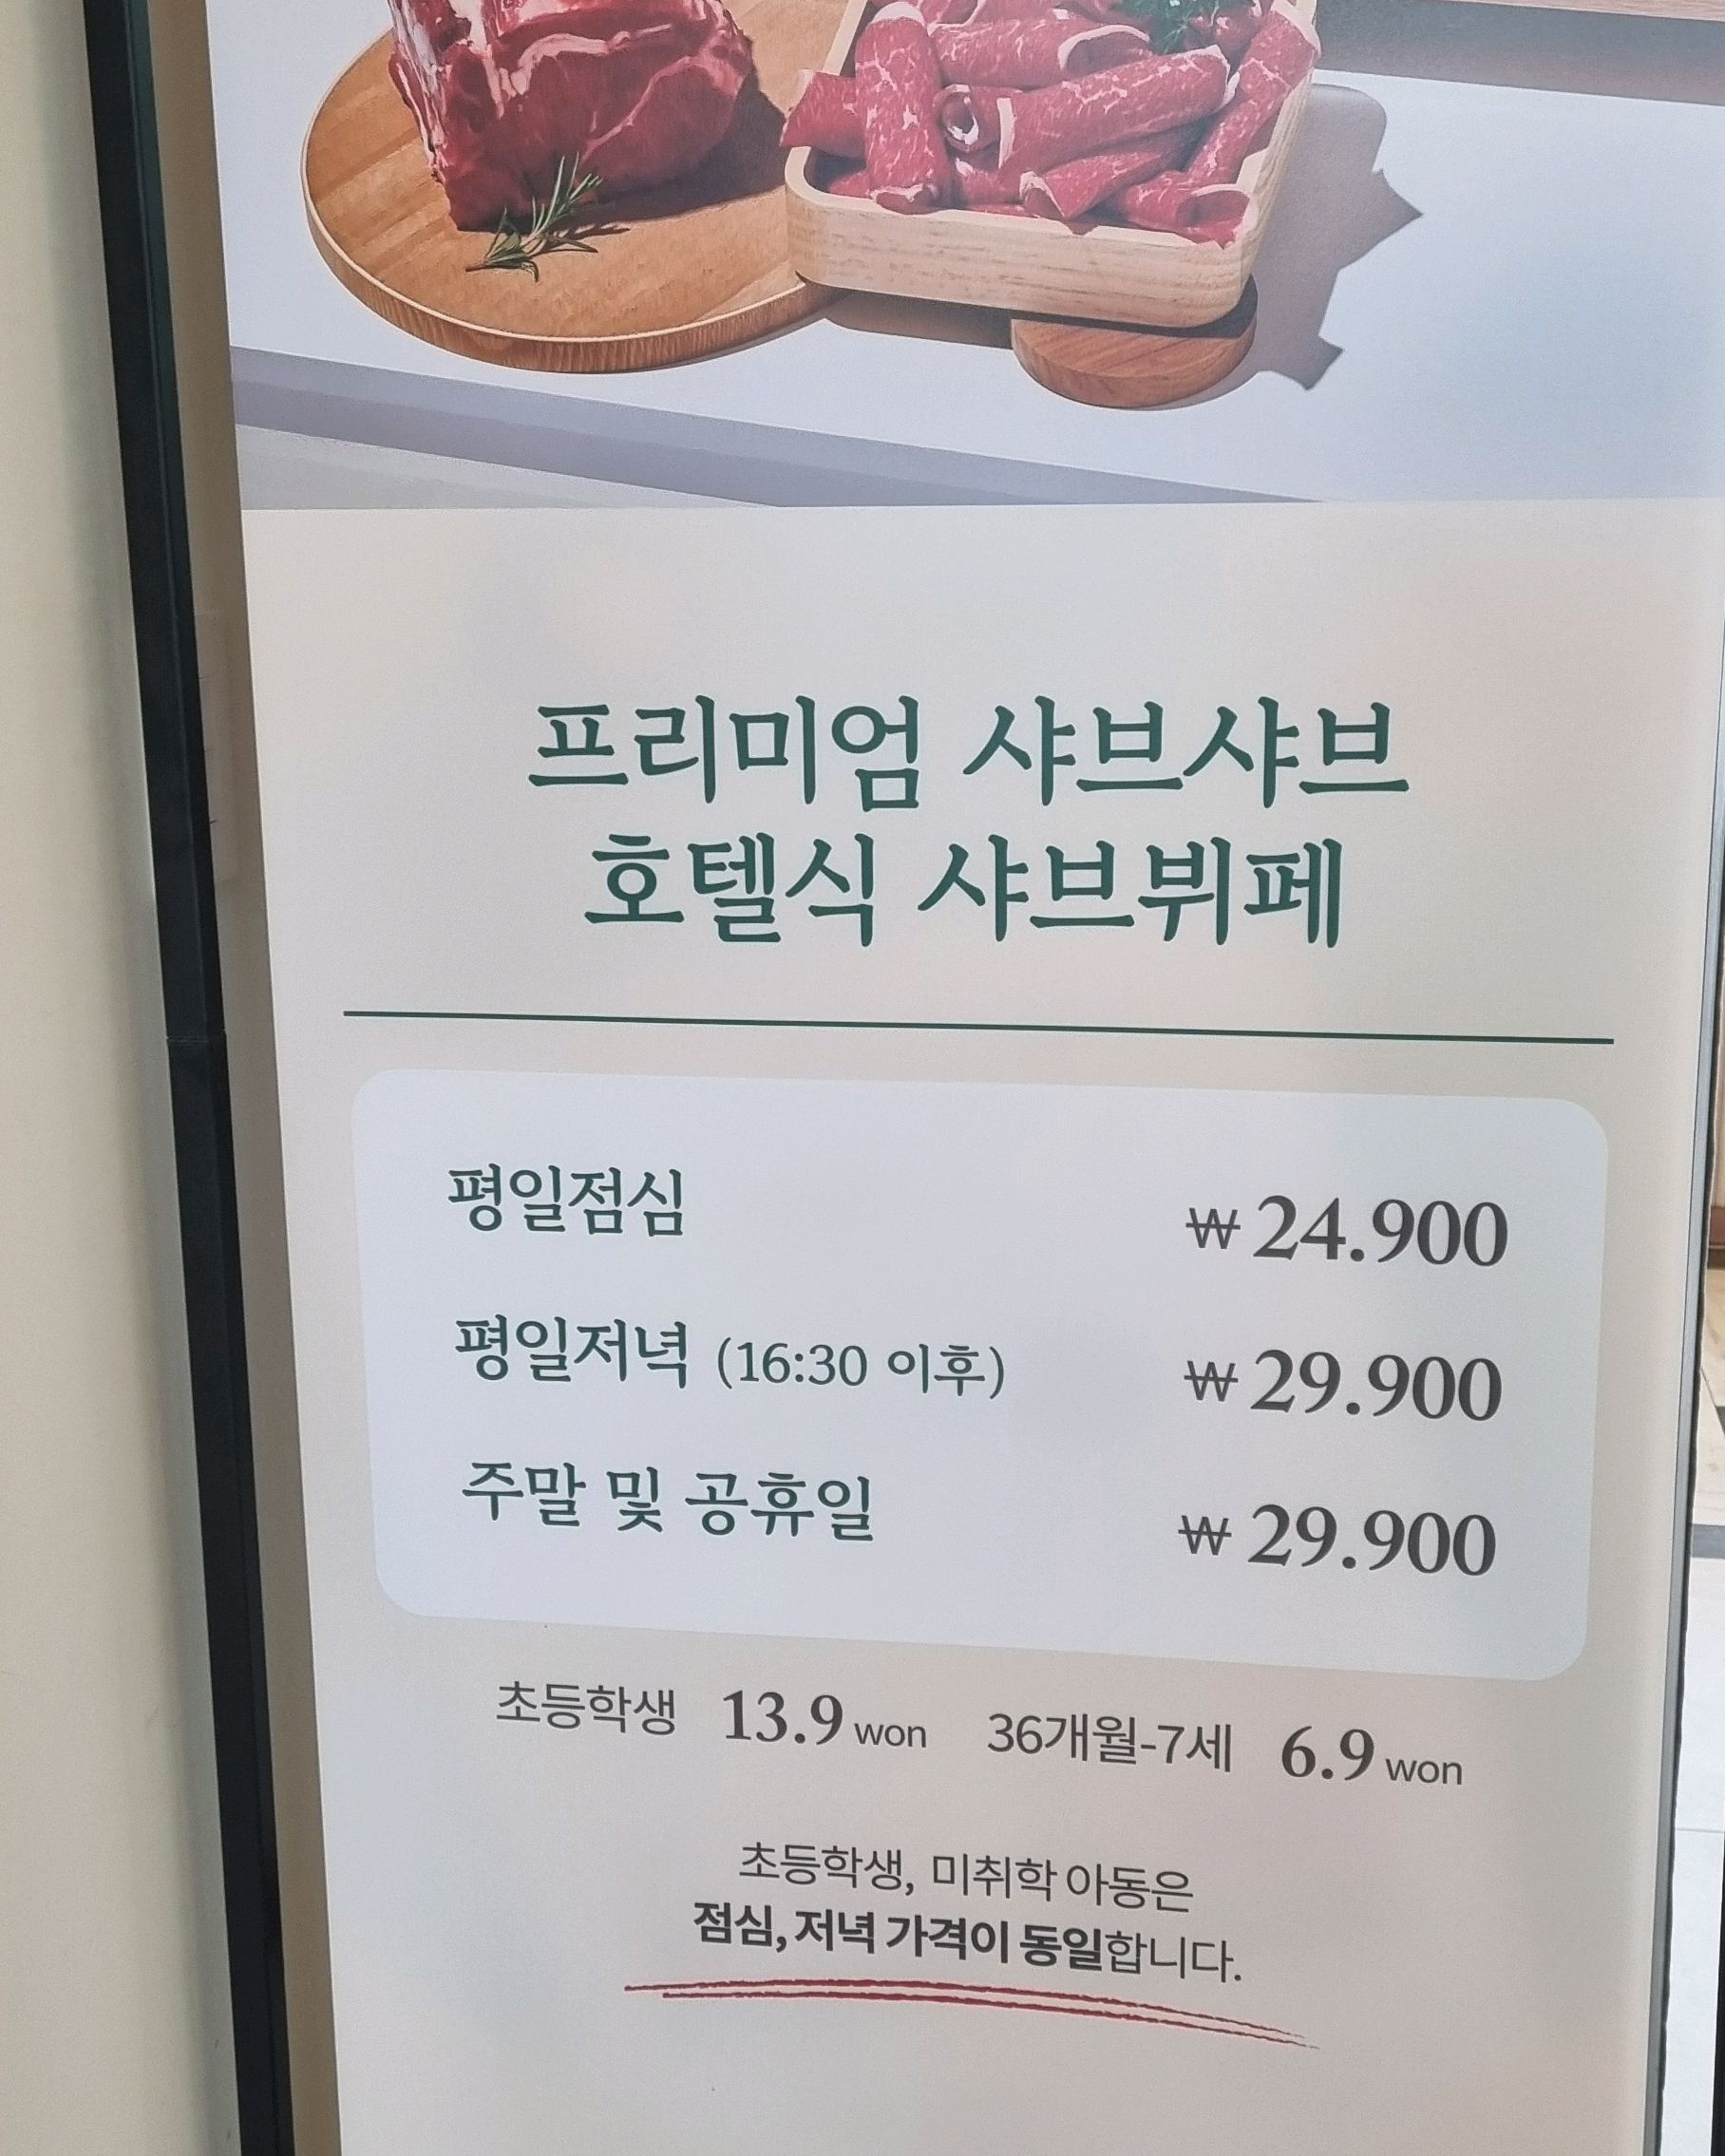 프리미엄 샤브샤브
호텔식 샤브뷔페
평일점심 ₩ 24.900
평일저녁 (16:30 이후) ₩ 29.900
주말 및 공휴일 ₩ 29.900
초등학생 13.9 won 36개월-7세 6.9 won
초등학생, 미취학 아동은
점심, 저녁 가격이 동일합니다.